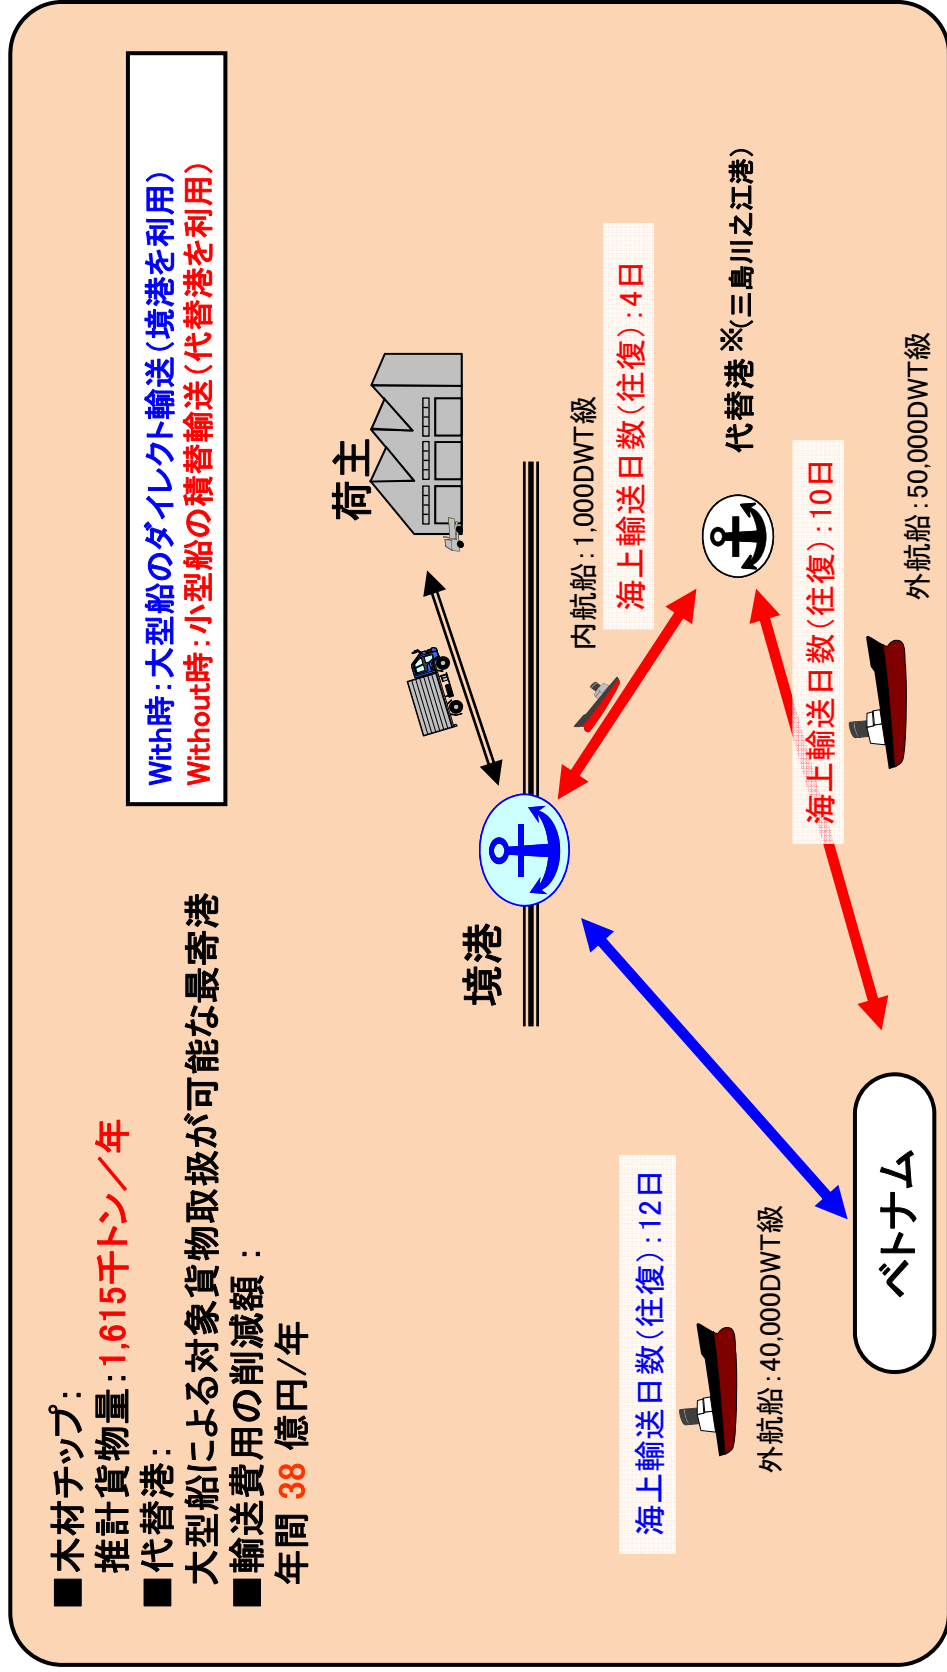 ■木材チップ：
推計貨物量：1,615千トン／年
■代替港：
大型船による対象貨物取扱が可能な最寄港
■輸送費用の削減額：
年間 38 億円/年
With時：大型船のダイレクト輸送（境港を利用）
Without時：小型船の積替輸送（代替港を利用）
荷主
境港
内航船：1,000DWT級
海上輸送日数（往復）：4日
代替港※(三島川之江港)
海上輸送日数（往復）：12日
外航船：40,000DWT級
海上輸送日数（往復）：10日
外航船：50,000DWT級
ベトナム